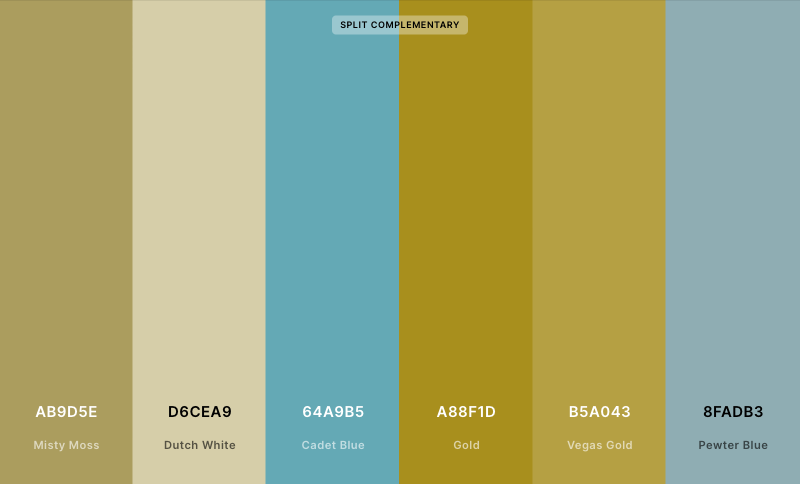 SPLIT COMPLEMENTARY
AB9D5E D6CEA9 64A9B5 A88F1D B5A043 8FADB3
Misty Moss Dutch White Cadet Blue Gold Vegas Gold Pewter Blue